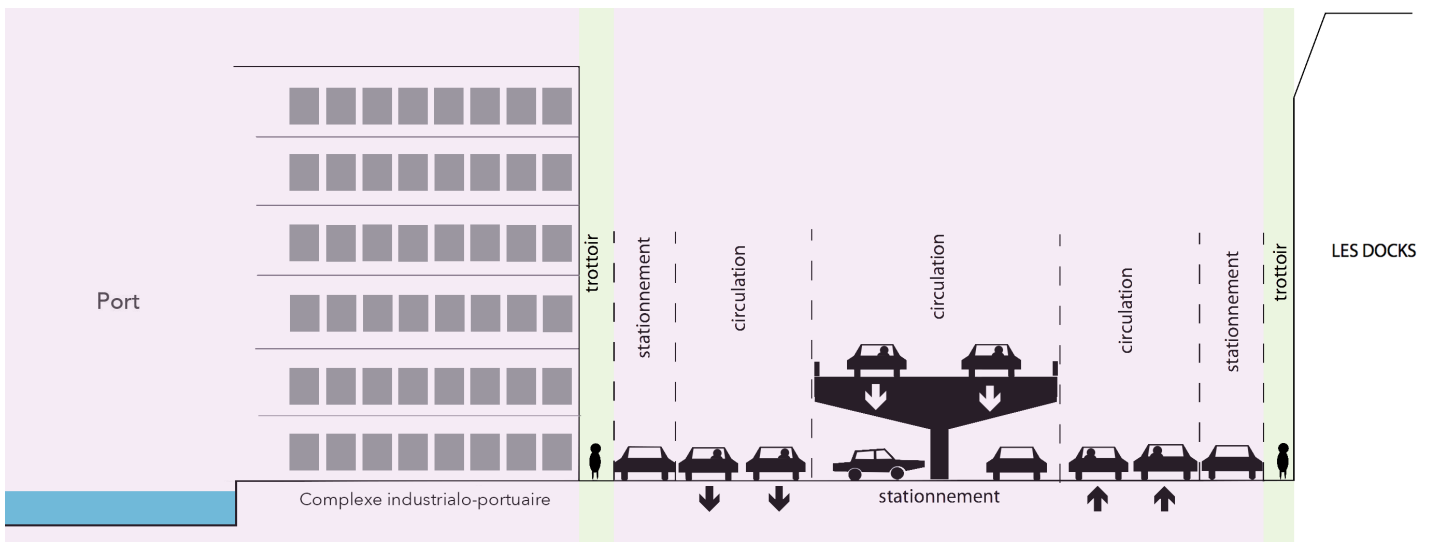 Port
Complexe industrialo-portuaire
trottoir
stationnement
circulation
circulation
stationnement
circulation
stationnement
trottoir
LES DOCKS